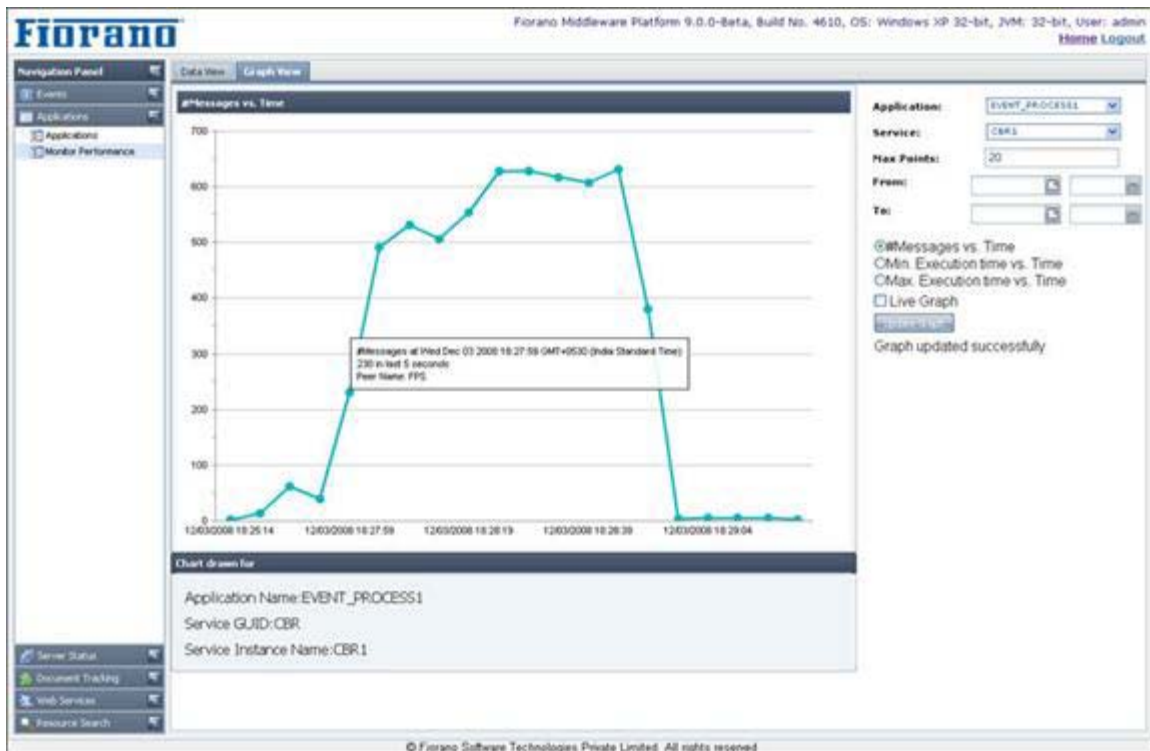 Fiorano
Fiorano Middleware Platform 9.0.0-Beta, Build No. 4610, OS: Windows XP 32-bit, JVM: 32-bit, User: admin
Home Logout
Navigation Panel
Events
Applications
Applications
Monitor Performance
Server Status
Document Tracking
Web Services
Resource Search
Data View Graph View
#Messages vs. Time
700
600
500
400
300
200
100
0
#Messages at Wed Dec 03 2008 18:27:59 GMT+0530 (India Standard Time)
230 in last 5 seconds
Peer Name: FPS
12/03/2008 18:25:14 12/03/2008 18:27:59 12/03/2008 18:28:19 12/03/2008 18:28:39 12/03/2008 18:29:04
Chart drawn for
Application Name:EVENT_PROCESS1
Service GUID:CBR
Service Instance Name:CBR1
Application: EVENT_PROCESS1
Service: CBR1
Max Points: 20
From:
To:
#Messages vs. Time
Min. Execution time vs. Time
Max. Execution time vs. Time
Live Graph
Update Graph
Graph updated successfully
© Fiorano Software Technologies Private Limited. All rights reserved